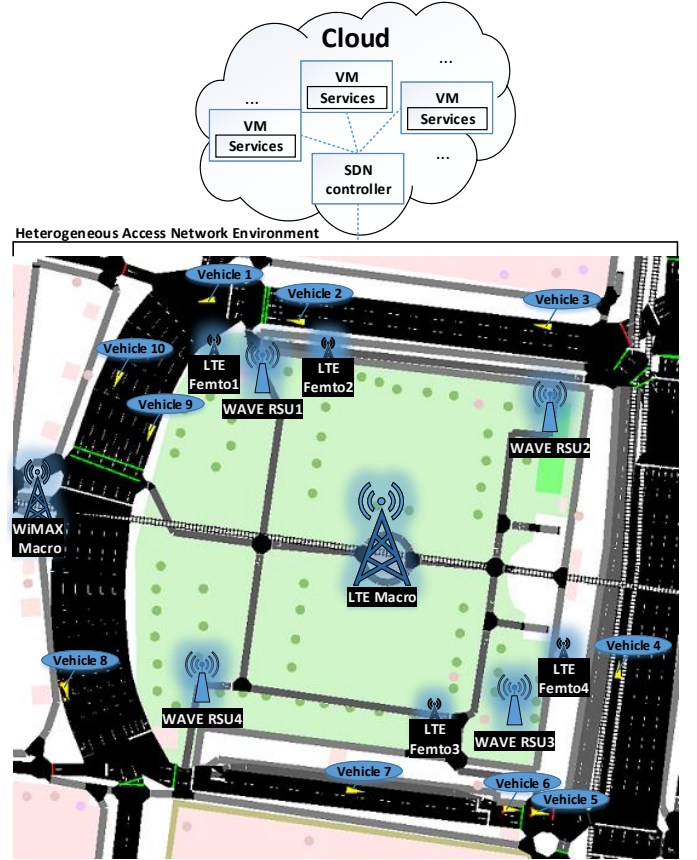 Cloud
...
VM
Services
...
VM
Services
VM
Services
...
SDN
controller
Heterogeneous Access Network Environment
Vehicle 1
Vehicle 2
Vehicle 3
Vehicle 10
LTE
Femto1
WAVE RSU1
LTE
Femto2
Vehicle 9
WAVE RSU2
WiMAX
Macro
LTE Macro
Vehicle 8
WAVE RSU4
LTE
Femto4
Vehicle 4
LTE
Femto3
WAVE RSU3
Vehicle 7
Vehicle 6
Vehicle 5